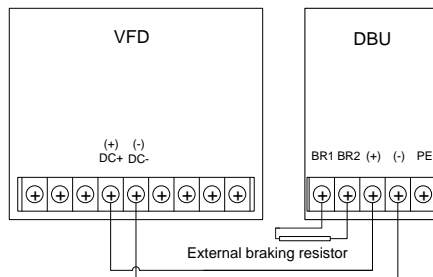 VFD
DBU
(+) (-)
DC+ DC-
BR1 BR2 (+) (-) PE
External braking resistor